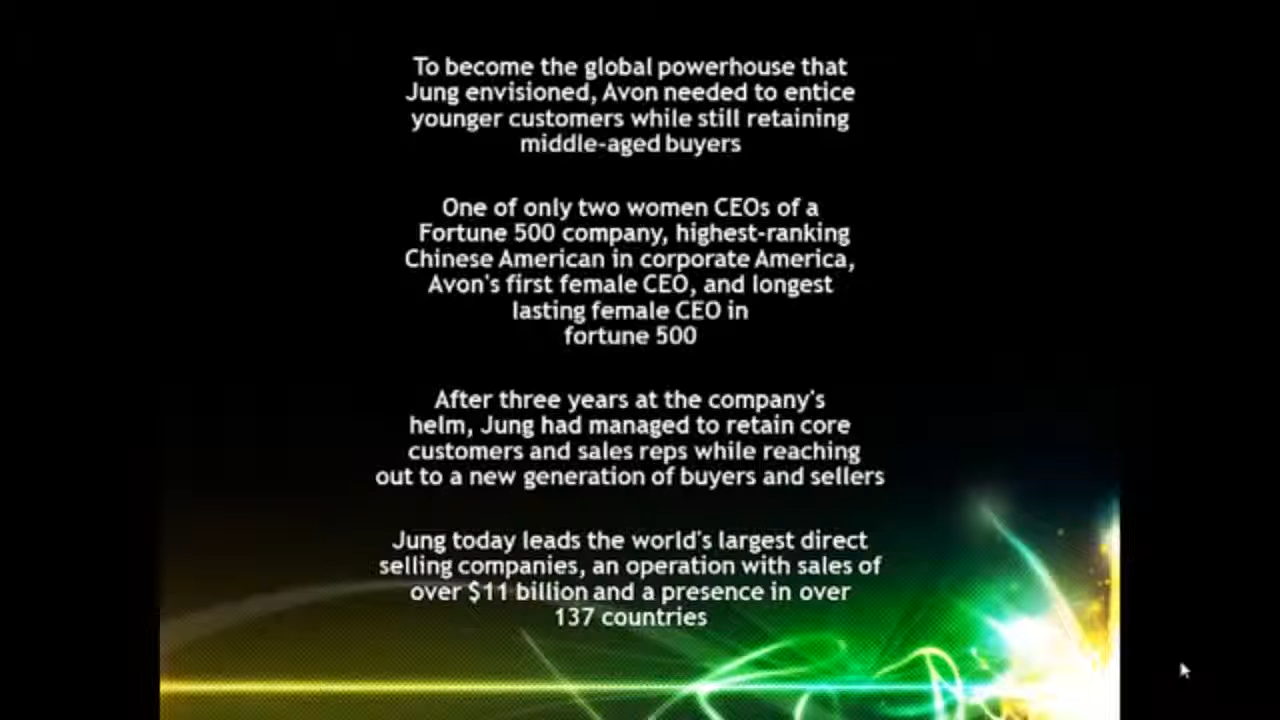 To become the global powerhouse that
Jung envisioned, Avon needed to entice
younger customers while still retaining
middle-aged buyers
One of only two women CEOs of a
Fortune 500 company, highest-ranking
Chinese American in corporate America,
Avon's first female CEO, and longest
lasting female CEO in
fortune 500
After three years at the company's
helm, Jung had managed to retain core
customers and sales reps while reaching
out to a new generation of buyers and sellers
Jung today leads the world's largest direct
selling companies, an operation with sales of
over $11 billion and a presence in over
137 countries